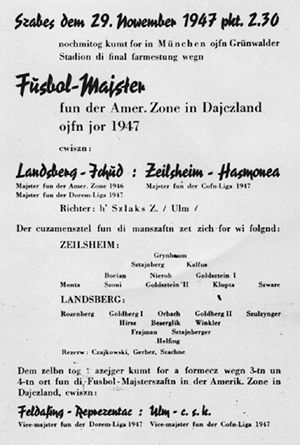 Szabes dem 29. November 1947 pkt. 2.30
nochmitog kumt for in München ojfn Grünwalder
Stadion di final farmestung wegn
Fusbol-Majster
fun der Amer. Zone in Dajczland
ojfn jor 1947
cwiszn:
Landsberg - Ichud : Zeilsheim - Hasmonea
Majster fun der Amer. Zone 1946 Majster fun der Cofn-Liga 1947
Majster fun der Dorem-Liga 1947
Richter: h' Szlaks Z. / Ulm /
Der cuzamensztel fun di manszaftn zet zich for wi folgnd:
ZEILSHEIM:
Grynbaum
Sztajnberg Kalfus
Borian Nierob Goldsztein I
Monta Szoni Goldsztein II Klupta Szware
LANDSBERG:
Rozenberg Goldberg I Orbach Goldberg II Szulzynger
Hirsz Beserglik Winkler
Frajman Sztajnberger
Helfing
Rezerw: Czajkowski, Gerber, Szachne
Dem zelbn tog : azejger kumt for a formecz wegn 3-tn un
4-tn ort fun di Fusbol-Majsterszaftn in der Amerik. Zone in
Dajczland, cwiszn:
Feldafing - Reprezentac : Ulm - c. s. k.
Vice-majster fun der Dorem-Liga 1947 Vice-majster fun der Cofn-Liga 1947